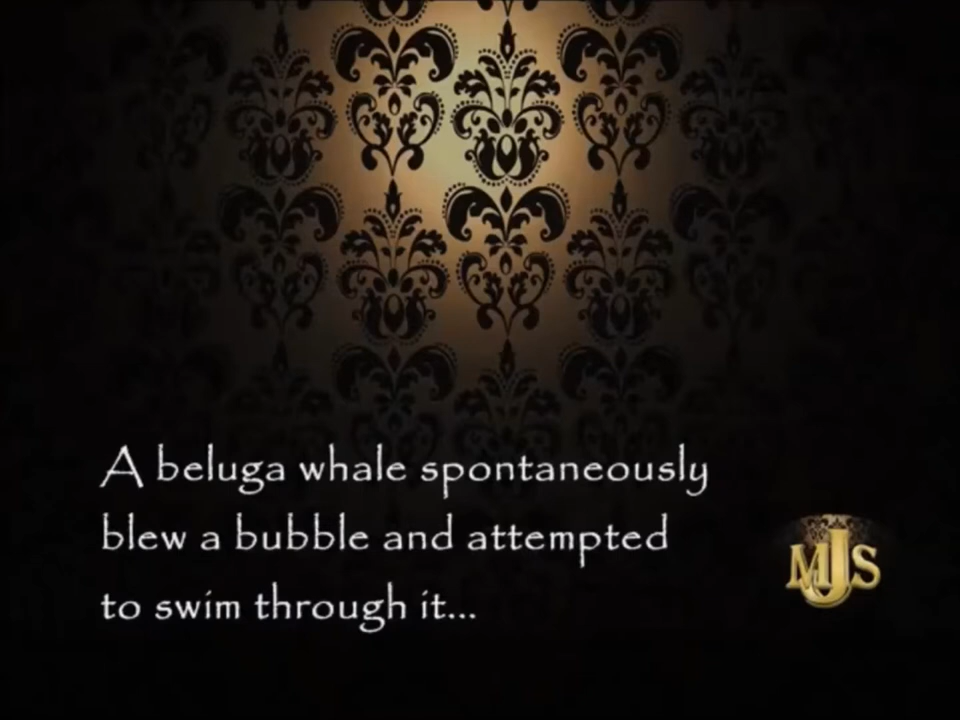 A beluga whale spontaneously
blew a bubble and attempted
to swim through it...
MJS